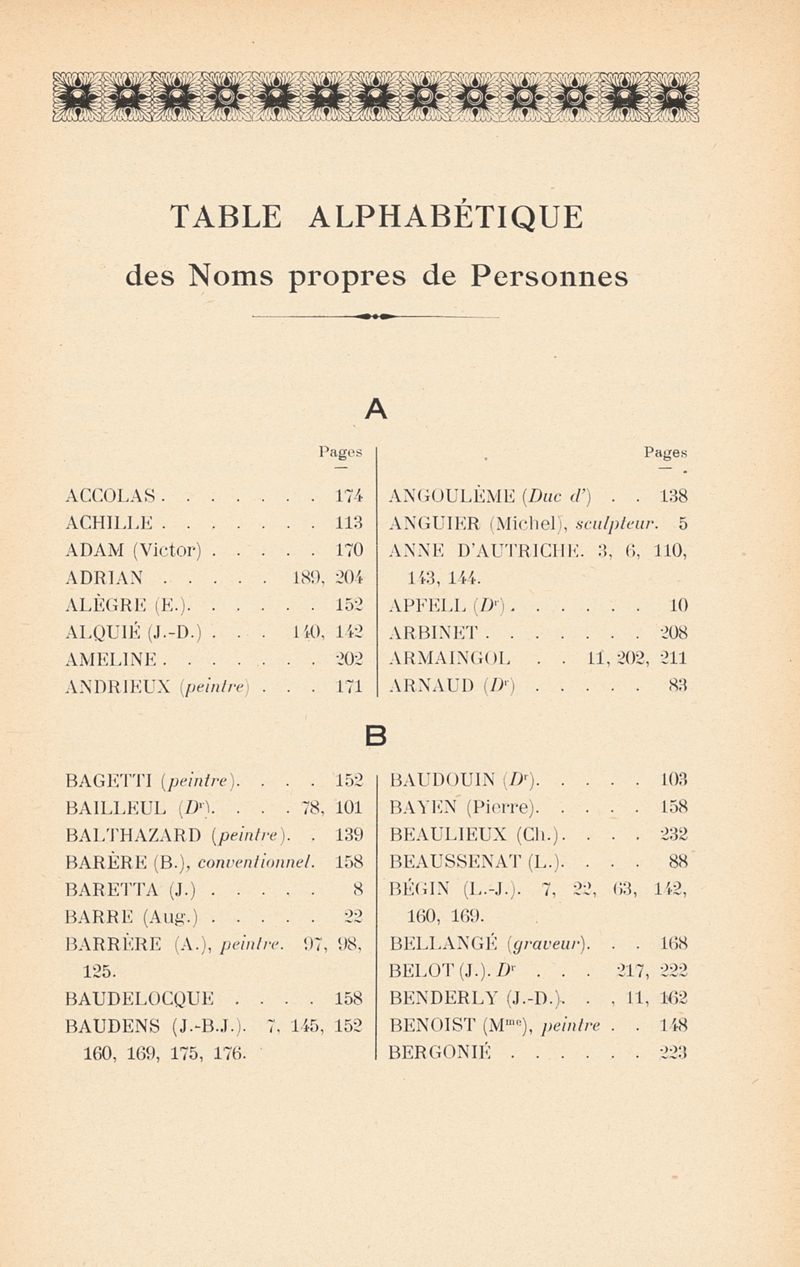 TABLE ALPHABÉTIQUE
des Noms propres de Personnes
A
Pages
ACCOLAS . . . . . . . 174
ACHILLE . . . . . . . 113
ADAM (Victor) . . . . . 170
ADRIAN . . . . . 189, 204
ALÈGRE (E.). . . . . . 152
ALQUIÉ (J.-D.) . . . 140, 142
AMELINE . . . . . . . 202
ANDRIEUX (peintre) . . . 171
Pages
ANGOULÈME (Duc d') . . 138
ANGUIER (Michel), sculpteur. 5
ANNE D'AUTRICHE. 3, 6, 110,
143, 144.
APFELL (Dr) . . . . . . 10
ARBINET . . . . . . . 208
ARMAINGOL . . 11, 202, 211
ARNAUD (Dr) . . . . . 83
B
BAGETTI (peintre). . . . 152
BAILLEUL (Dr). . . . 78, 101
BALTHAZARD (peintre). . 139
BARÈRE (B.), conventionnel. 158
BARETTA (J.) . . . . . 8
BARRE (Aug.) . . . . . 22
BARRÈRE (A.), peintre. 97, 98,
125.
BAUDELOCQUE . . . . 158
BAUDENS (J.-B.J.). 7, 145, 152
160, 169, 175, 176.
BAUDOUIN (Dr). . . . . 103
BAYEN (Pierre). . . . . 158
BEAULIEUX (Ch.). . . . 232
BEAUSSENAT (L.). . . . 88
BÉGIN (L.-J.). 7, 22, 63, 142,
160, 169.
BELLANGÉ (graveur). . . 168
BELOT (J.). Dr . . . 217, 222
BENDERLY (J.-D.). . , 11, 162
BENOIST (Mme), peintre . . 148
BERGONIÉ . . . . . . 223